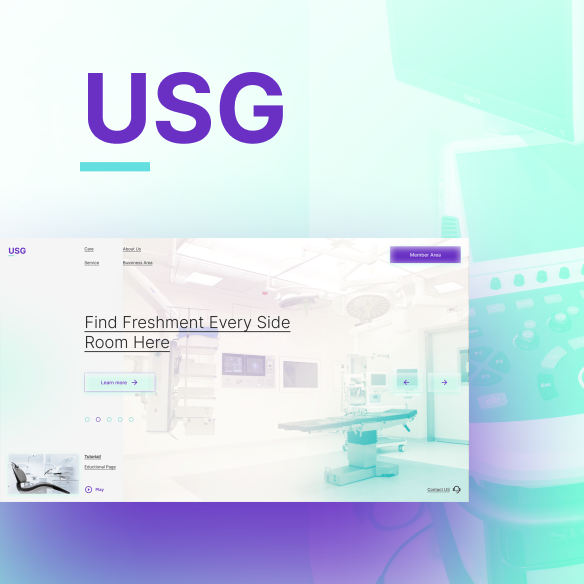 USG
USG
Care
About Us
Service
Bussiness Area
Member Area
Find Freshment Every Side
Room Here
Learn more
Tutorial!
Eductional Page
Play
Contact US